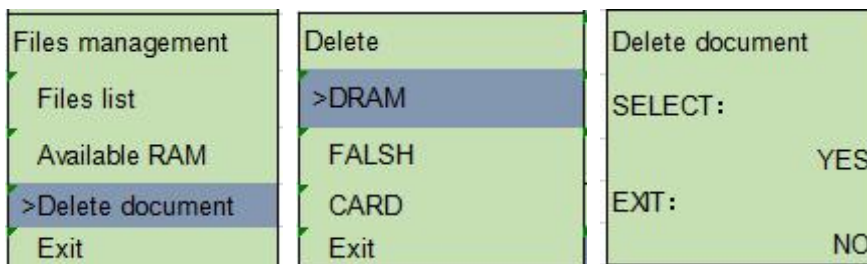 Files management
Files list
Available RAM
>Delete document
Exit
Delete
>DRAM
FALSH
CARD
Exit
Delete document
SELECT:
YES
EXIT:
NO